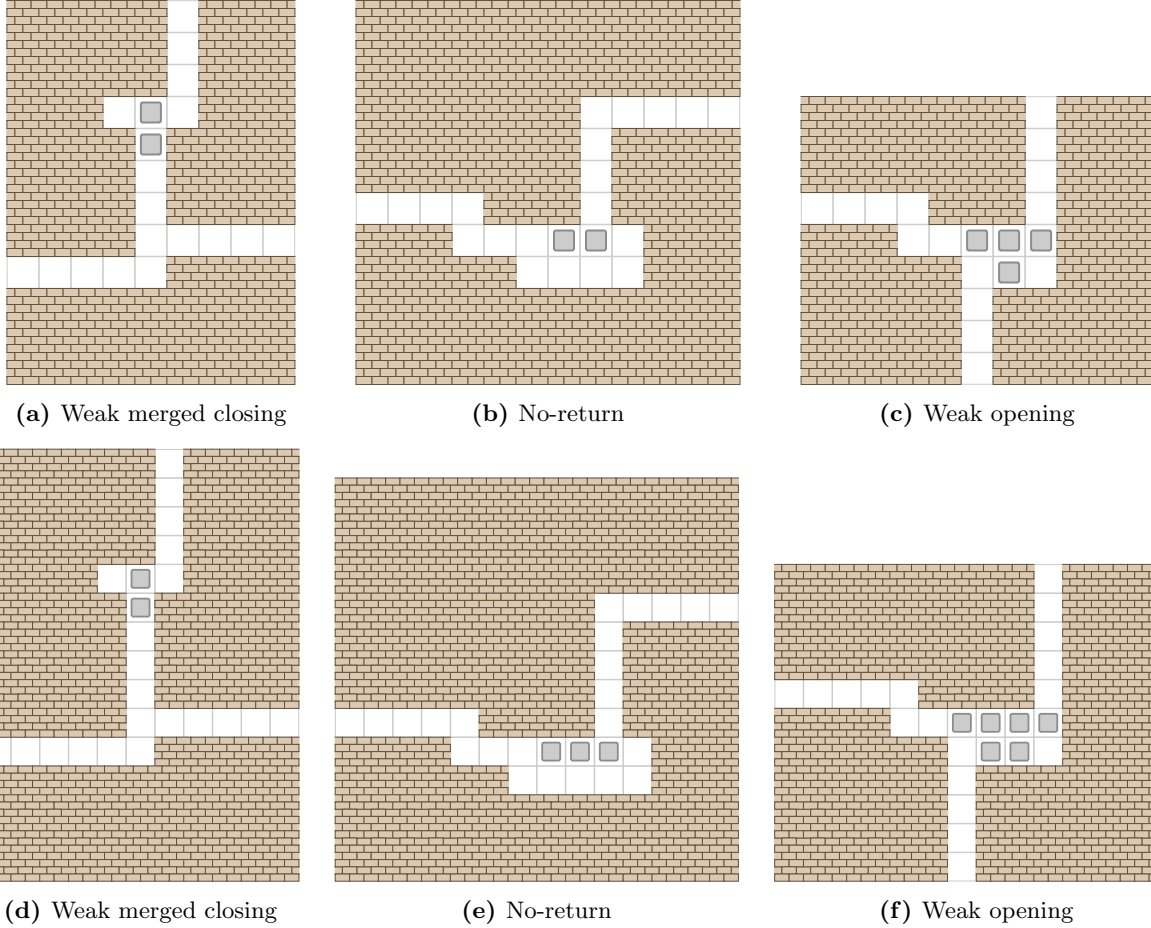 (a) Weak merged closing
(b) No-return
(c) Weak opening
(d) Weak merged closing
(e) No-return
(f) Weak opening